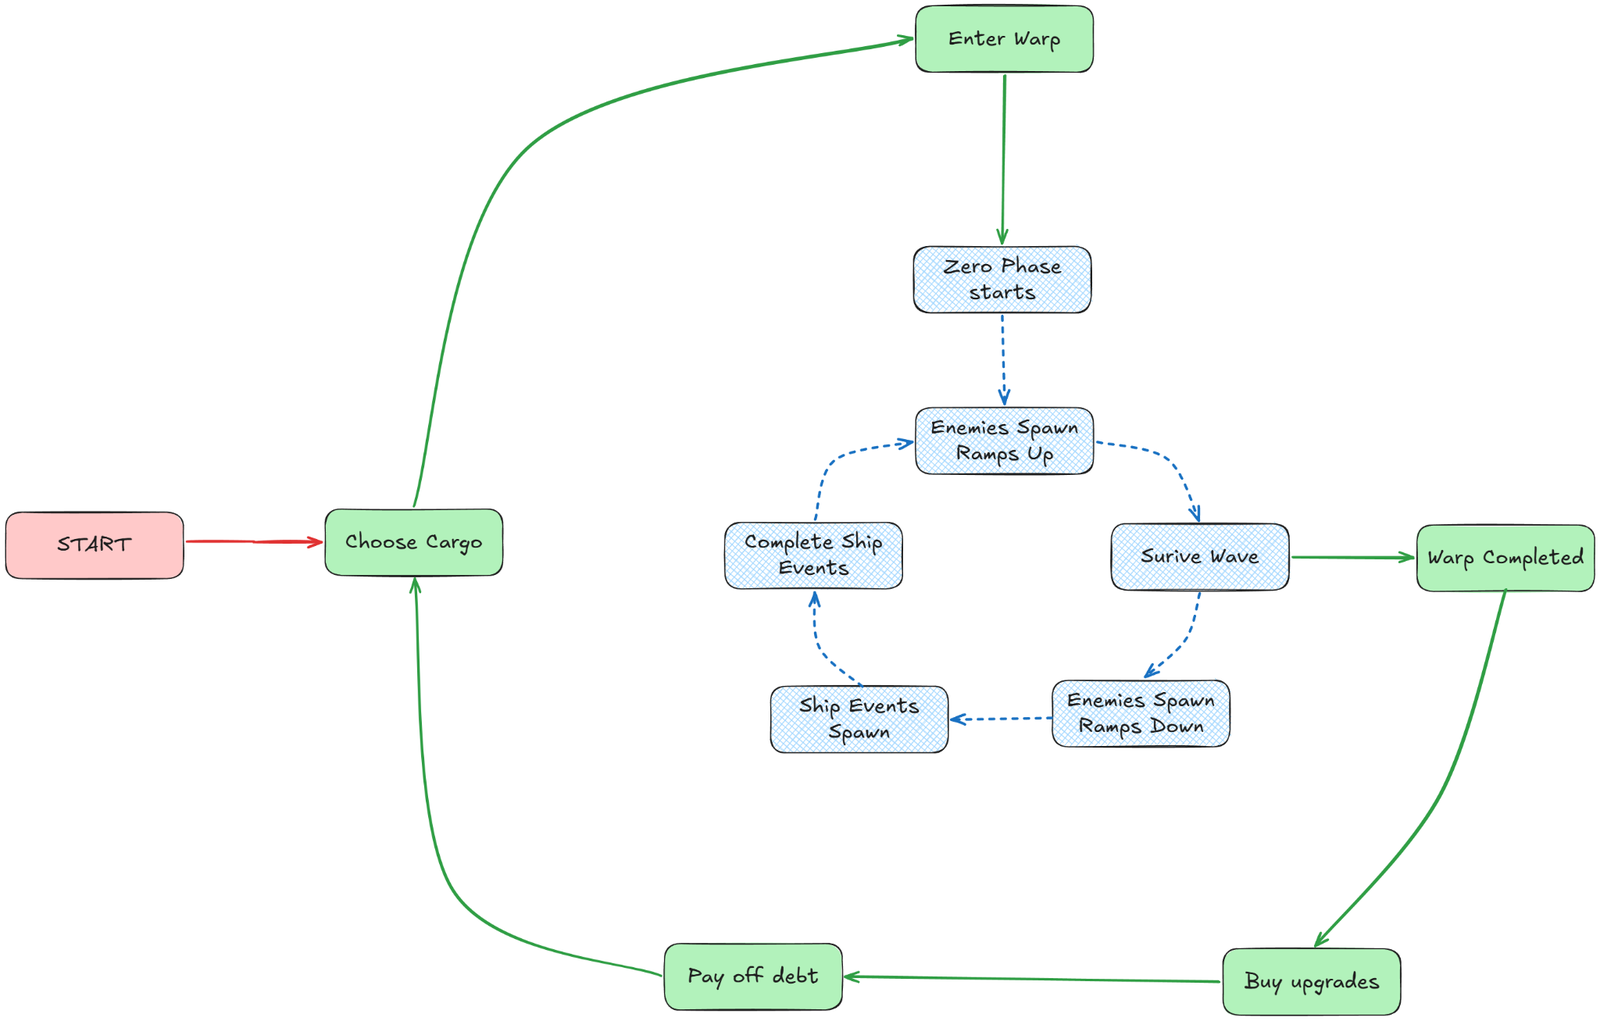 Enter Warp
Zero Phase
starts
Enemies Spawn
Ramps Up
START
Choose Cargo
Complete Ship
Events
Surive Wave
Warp Completed
Ship Events
Spawn
Enemies Spawn
Ramps Down
Pay off debt
Buy upgrades